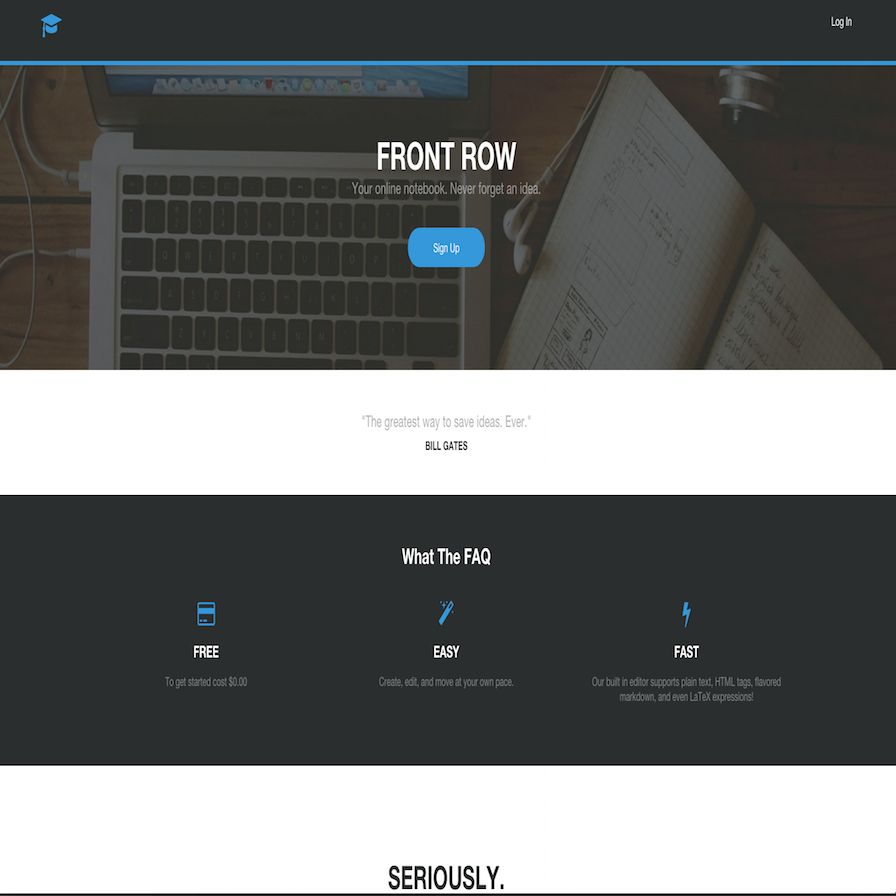 Log In
FRONT ROW
Your online notebook. Never forget an idea.
Sign Up
"The greatest way to save ideas. Ever."
BILL GATES
What The FAQ
FREE
EASY
FAST
To get started cost $0.00
Create, edit, and move at your own pace.
Our built in editor supports plain text, HTML tags, flavored
markdown, and even LaTeX expressions!
SERIOUSLY.